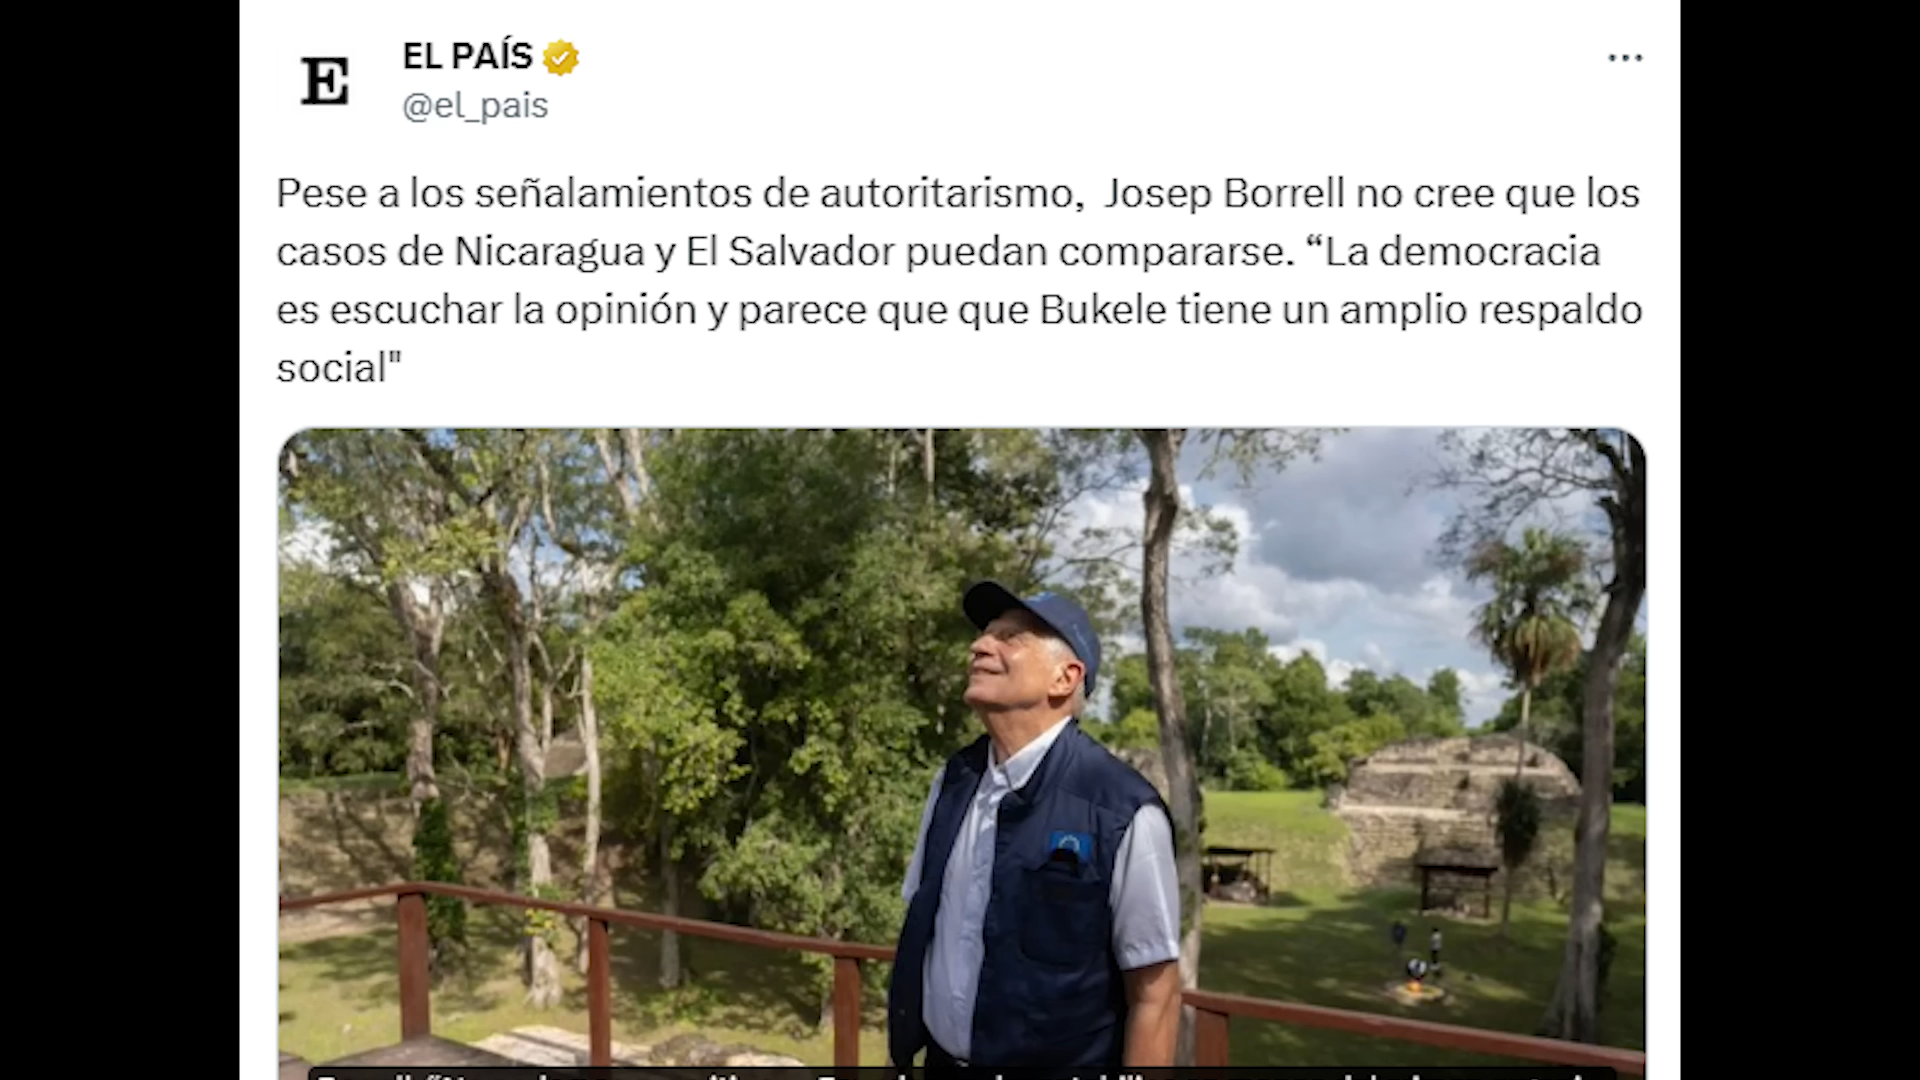 E
EL PAÍS
@el_pais
Pese a los señalamientos de autoritarismo, Josep Borrell no cree que los
casos de Nicaragua y El Salvador puedan compararse. “La democracia
es escuchar la opinión y parece que que Bukele tiene un amplio respaldo
social"